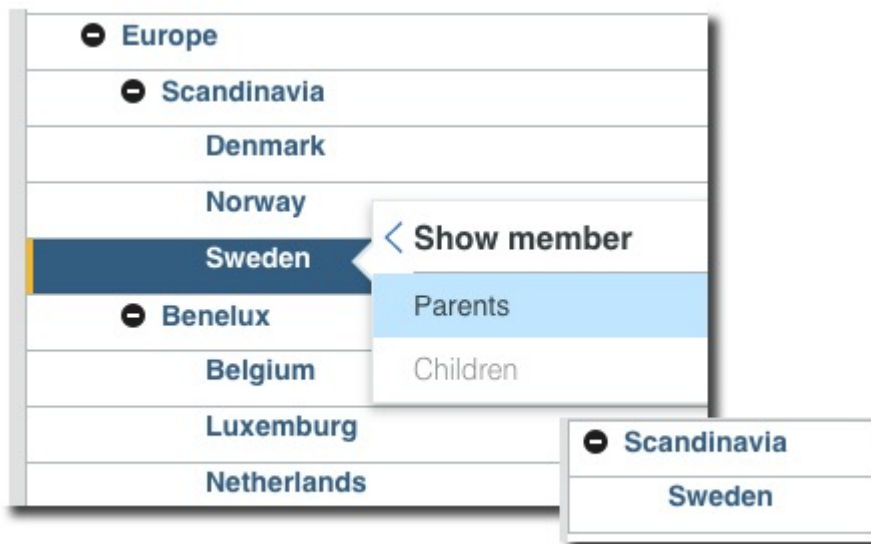 Europe
Scandinavia
Denmark
Norway
Sweden
Show member
Parents
Children
Benelux
Belgium
Luxemburg
Netherlands
Scandinavia
Sweden